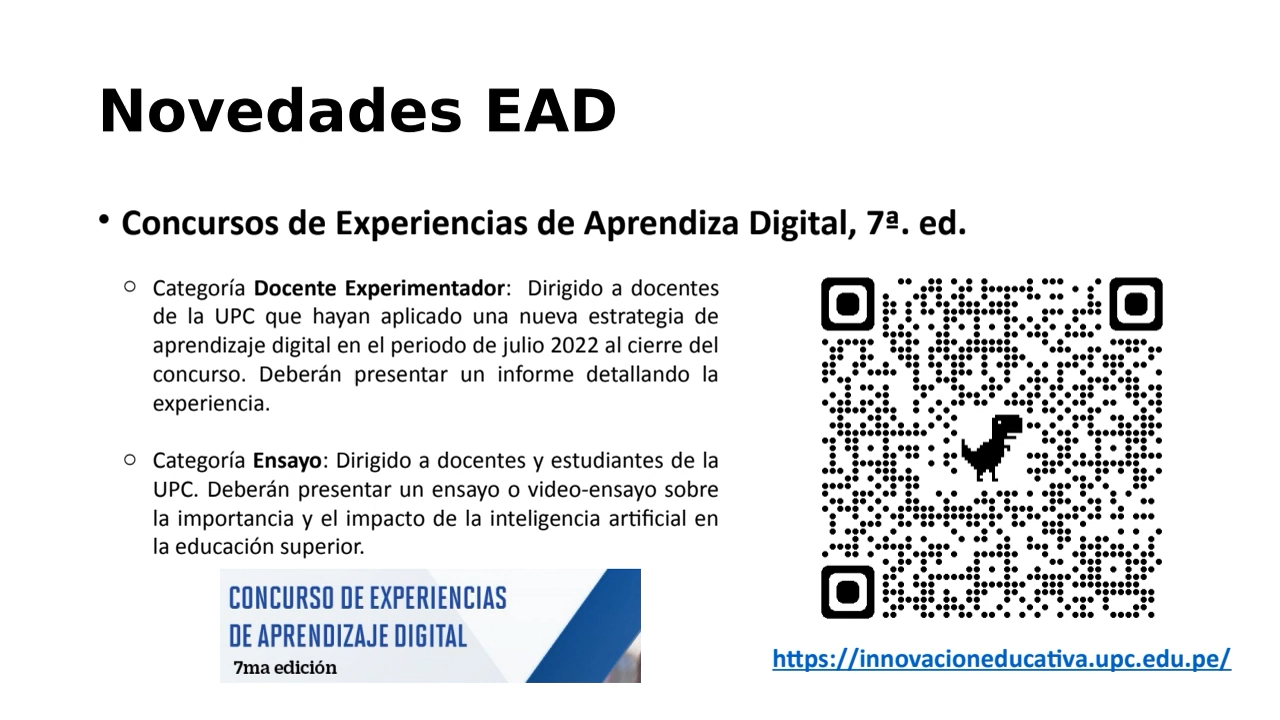 Novedades EAD
• Concursos de Experiencias de Aprendiza Digital, 7ª. ed.
○ Categoría Docente Experimentador: Dirigido a docentes
de la UPC que hayan aplicado una nueva estrategia de
aprendizaje digital en el periodo de julio 2022 al cierre del
concurso. Deberán presentar un informe detallando la
experiencia.
○ Categoría Ensayo: Dirigido a docentes y estudiantes de la
UPC. Deberán presentar un ensayo o video-ensayo sobre
la importancia y el impacto de la inteligencia artificial en
la educación superior.
CONCURSO DE EXPERIENCIAS
DE APRENDIZAJE DIGITAL
7ma edición
https://innovacioneducativa.upc.edu.pe/